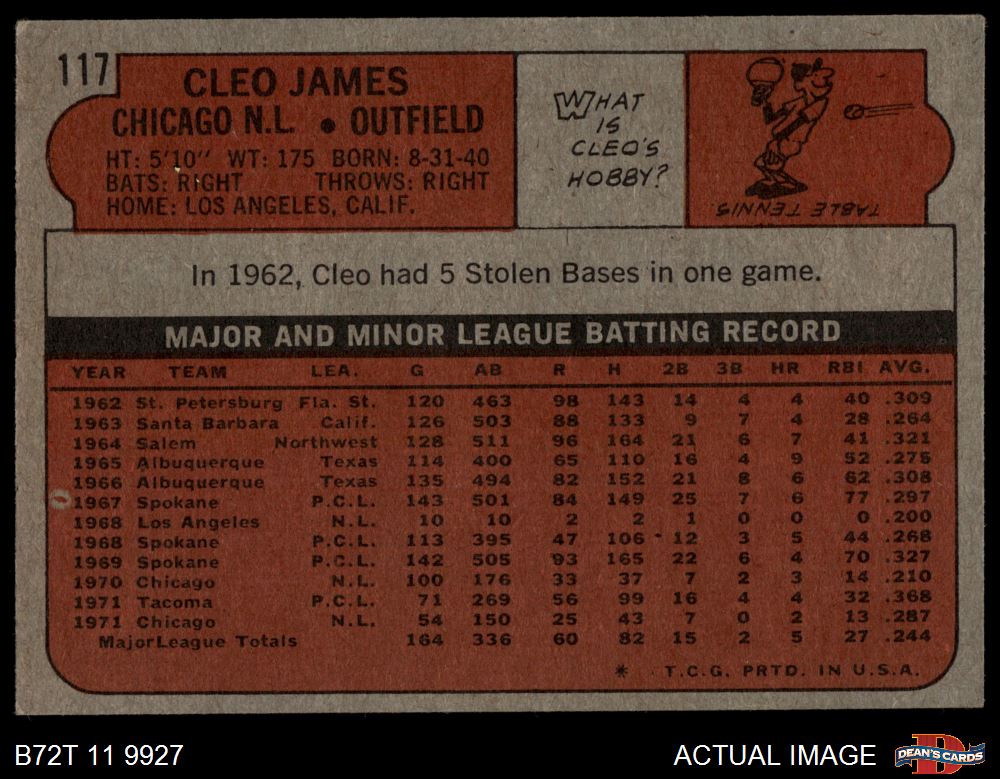 117
CLEO JAMES
CHICAGO N.L. • OUTFIELD
HT: 5'10" WT: 175 BORN: 8-31-40
BATS: RIGHT THROWS: RIGHT
HOME: LOS ANGELES, CALIF.
WHAT
IS
CLEO'S
HOBBY?
TABLE TENNIS.
In 1962, Cleo had 5 Stolen Bases in one game.
MAJOR AND MINOR LEAGUE BATTING RECORD
YEAR TEAM LEA. G AB R H 2B 3B HR RBI AVG.
1962 St. Petersburg Fla. St. 120 463 98 143 14 4 4 40 .309
1963 Santa Barbara Calif. 126 503 88 133 9 7 4 28 .264
1964 Salem Northwest 128 511 96 164 21 6 7 41 .321
1965 Albuquerque Texas 114 400 65 110 16 4 9 52 .275
1966 Albuquerque Texas 135 494 82 152 21 8 6 62 .308
1967 Spokane P.C.L. 143 501 84 149 25 7 6 77 .297
1968 Los Angeles N.L. 10 10 2 2 1 0 0 0 .200
1968 Spokane P.C.L. 113 395 47 106 12 3 5 44 .268
1969 Spokane P.C.L. 142 505 93 165 22 6 4 70 .327
1970 Chicago N.L. 100 176 33 37 7 2 3 14 .210
1971 Tacoma P.C.L. 71 269 56 99 16 4 4 32 .368
1971 Chicago N.L. 54 150 25 43 7 0 2 13 .287
Major League Totals 164 336 60 82 15 2 5 27 .244
* T.C.G. PRTD. IN U.S.A.
B72T 11 9927
ACTUAL IMAGE
DEAN'S CARDS